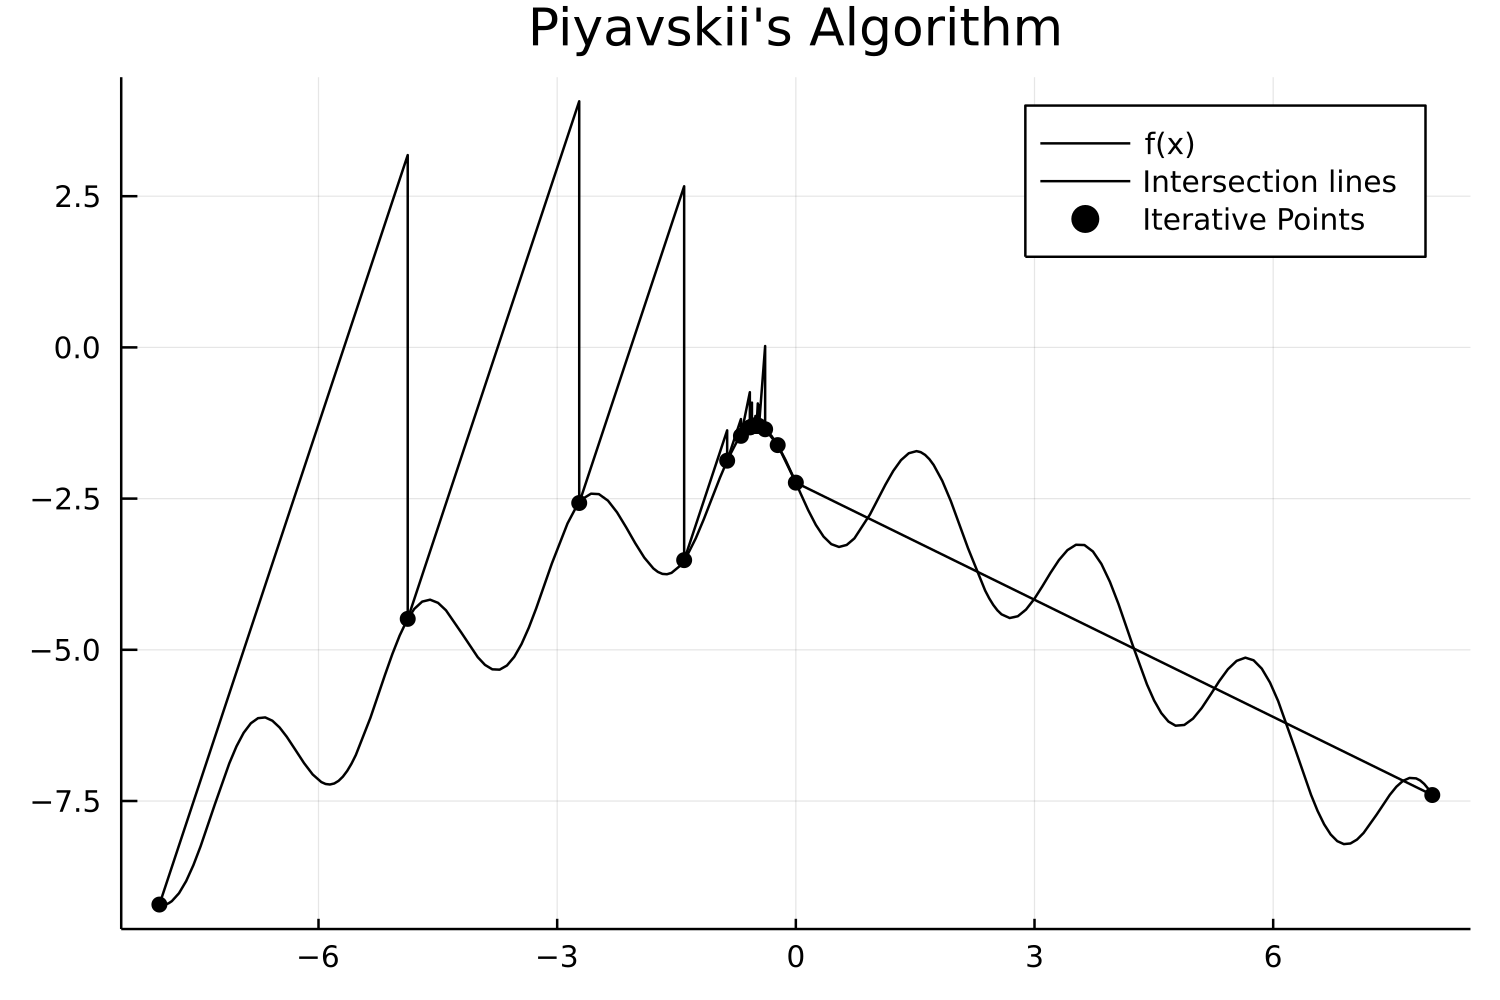 Piyavskii's Algorithm
f(x)
Intersection lines
Iterative Points
2.5
0.0
−2.5
−5.0
−7.5
−6 −3 0 3 6